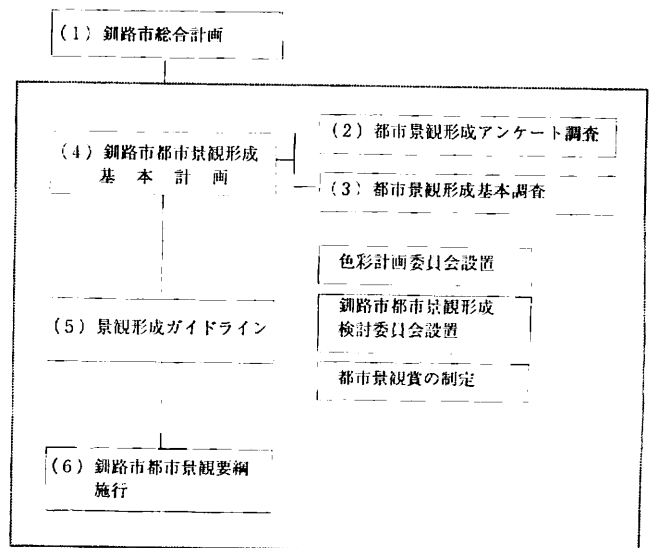 (1) 釧路市総合計画
(2) 都市景観形成アンケート調査
(4) 釧路市都市景観形成
基本計画
(3) 都市景観形成基本調査
色彩計画委員会設置
釧路市都市景観形成
検討委員会設置
(5) 景観形成ガイドライン
都市景観賞の制定
(6) 釧路市都市景観要綱
施行